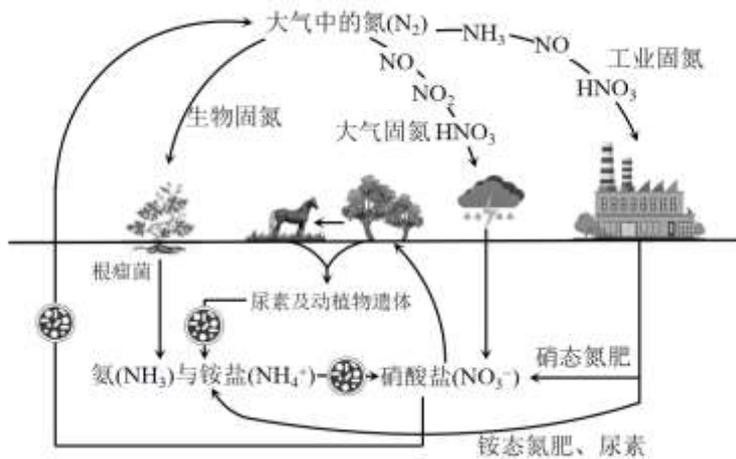 大气中的氮(N₂)
NH₃
NO
HNO₃
工业固氮
NO
NO₂
HNO₃
大气固氮
生物固氮
根瘤菌
尿素及动植物遗体
氨(NH₃)与铵盐(NH₄⁺)
硝酸盐(NO₃⁻)
硝态氮肥
铵态氮肥、尿素